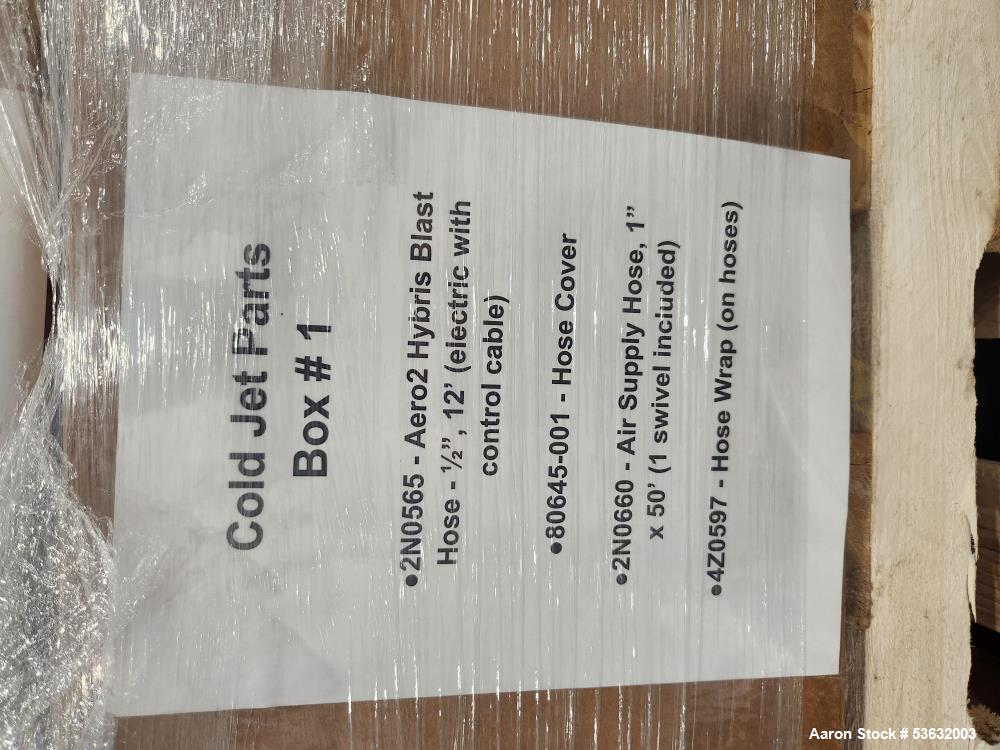 Cold Jet Parts
Box # 1
•2N0565 - Aero2 Hybris Blast
Hose - ½”, 12’ (electric with
control cable)
•80645-001 - Hose Cover
•2N0660 - Air Supply Hose, 1”
x 50’ (1 swivel included)
•4Z0597 - Hose Wrap (on hoses)
Aaron Stock # 53632003